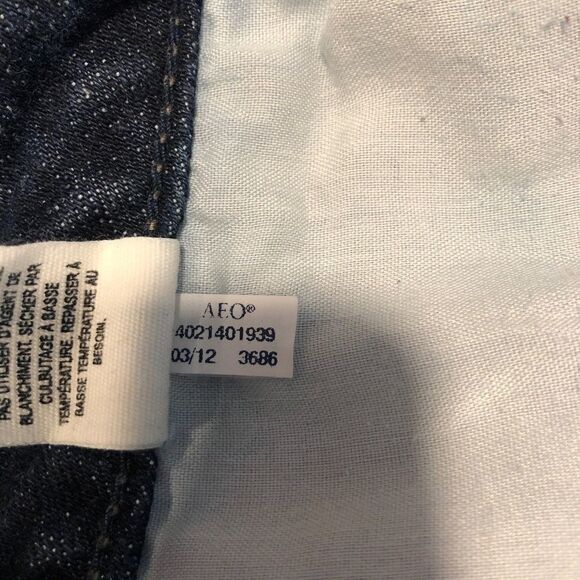 PAS UTILISER D'AGENT DE
BLANCHIMENT. SÉCHER PAR
CULBUTAGE À BASSE
TEMPÉRATURE. REPASSER À
BASSE TEMPÉRATURE AU
BESOIN.
AEO®
4021401939
03/12 3686